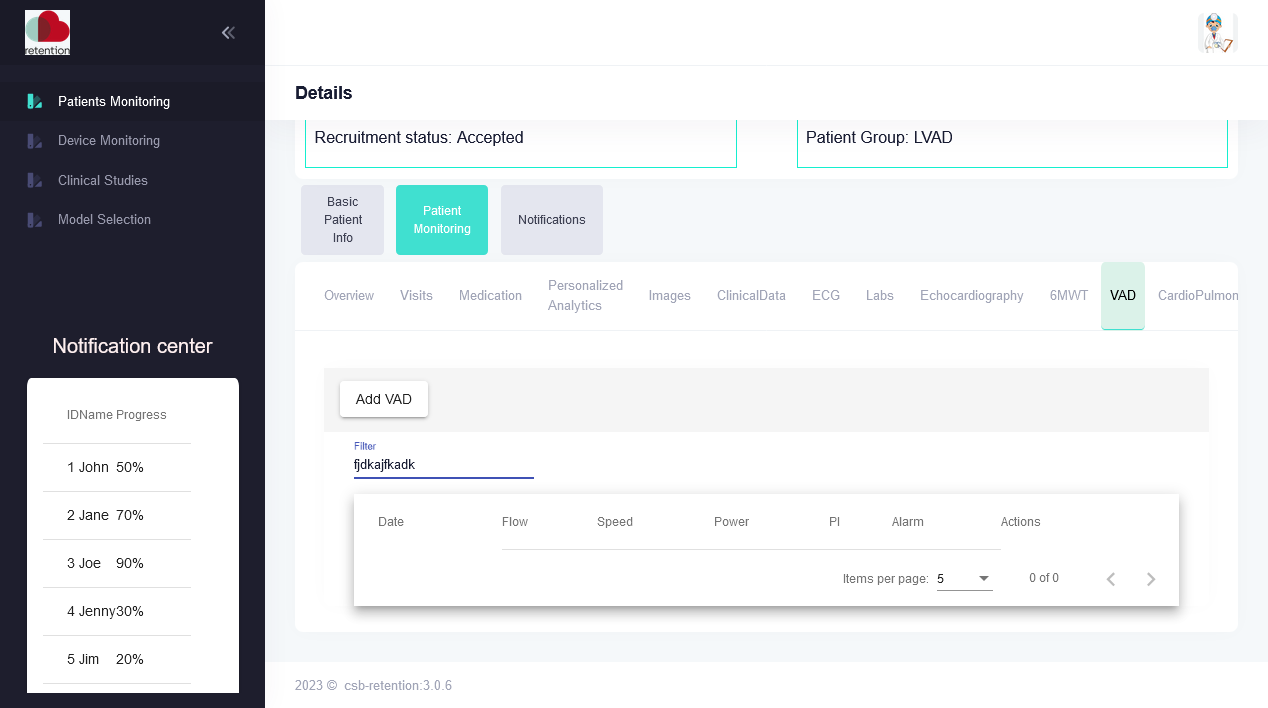 retention
Patients Monitoring
Device Monitoring
Clinical Studies
Model Selection
Notification center
ID Name Progress
1 John 50%
2 Jane 70%
3 Joe 90%
4 Jenny 30%
5 Jim 20%
Details
Recruitment status: Accepted
Patient Group: LVAD
Basic
Patient
Info
Patient
Monitoring
Notifications
Overview
Visits
Medication
Personalized
Analytics
Images
ClinicalData
ECG
Labs
Echocardiography
6MWT
VAD
CardioPulmon
Add VAD
Filter
fjdkajfkadk
Date Flow Speed Power PI Alarm Actions
Items per page: 5 0 of 0
2023 © csb-retention:3.0.6